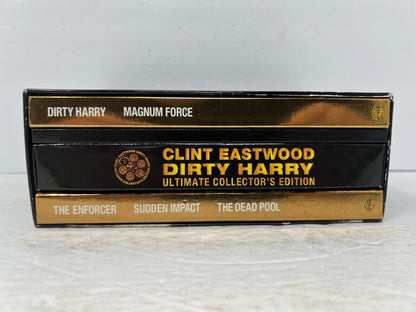 DIRTY HARRY MAGNUM FORCE
CLINT EASTWOOD
DIRTY HARRY
ULTIMATE COLLECTOR'S EDITION
THE ENFORCER SUDDEN IMPACT THE DEAD POOL